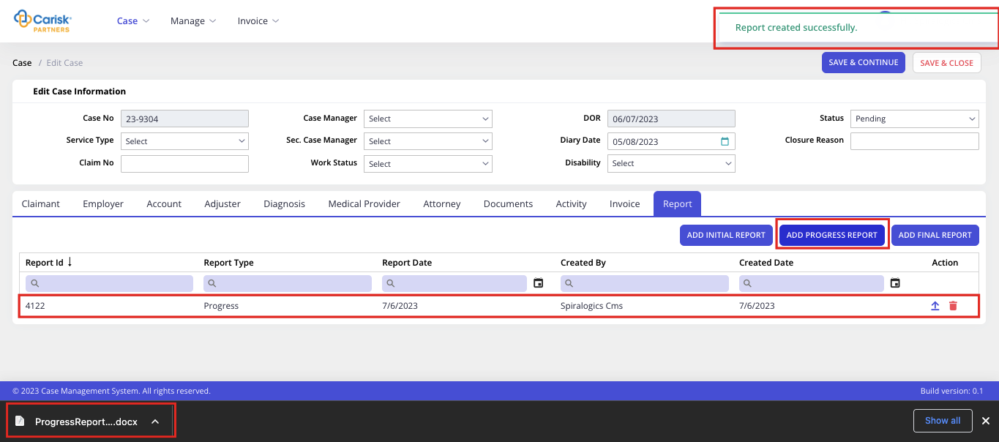 Carisk
PARTNERS
Case
Manage
Invoice
Report created successfully.
Case / Edit Case
SAVE & CONTINUE
SAVE & CLOSE
Edit Case Information
Case No 23-9304
Case Manager Select
DOR 06/07/2023
Status Pending
Service Type Select
Sec. Case Manager Select
Diary Date 05/08/2023
Closure Reason
Claim No
Work Status Select
Disability Select
Claimant Employer Account Adjuster Diagnosis Medical Provider Attorney Documents Activity Invoice Report
ADD INITIAL REPORT ADD PROGRESS REPORT ADD FINAL REPORT
Report Id ↓ Report Type Report Date Created By Created Date Action
4122 Progress 7/6/2023 Spiralogics Cms 7/6/2023
© 2023 Case Management System. All rights reserved.
Build version: 0.1
ProgressReport....docx
Show all